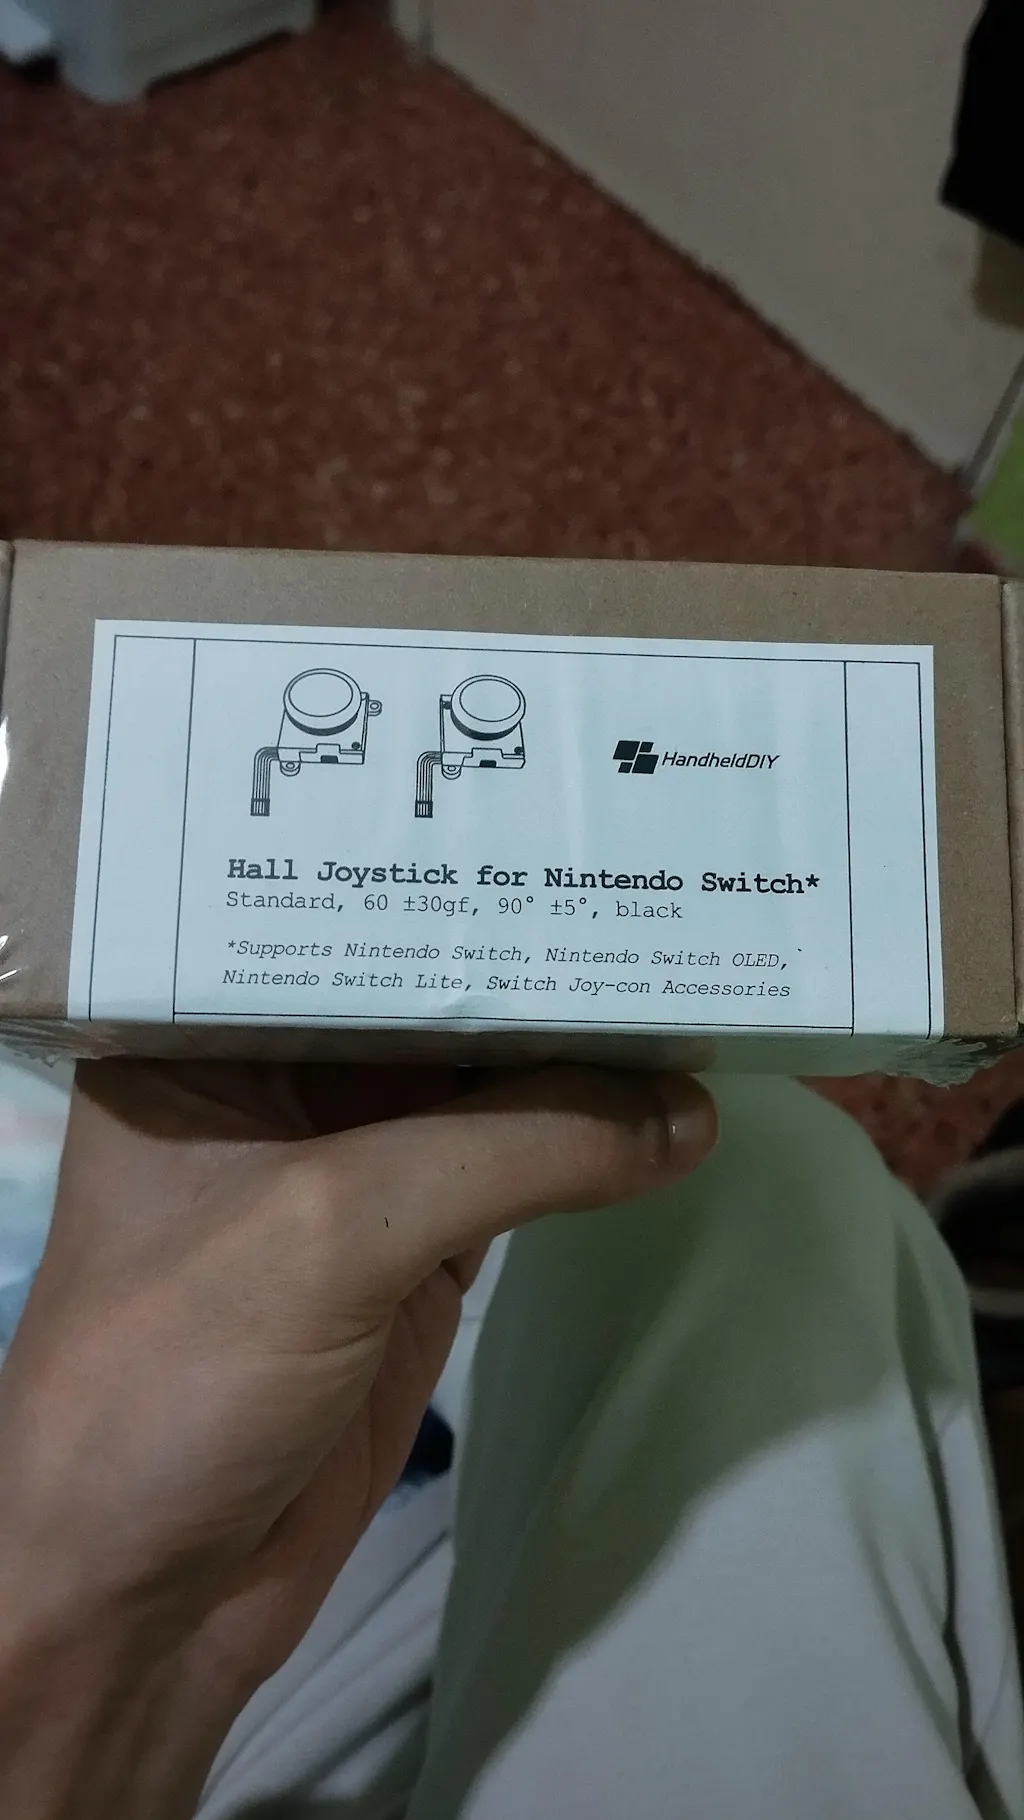 HandheldDIY
Hall Joystick for Nintendo Switch*
Standard, 60 ±30gf, 90° ±5°, black
*Supports Nintendo Switch, Nintendo Switch OLED,
Nintendo Switch Lite, Switch Joy-con Accessories